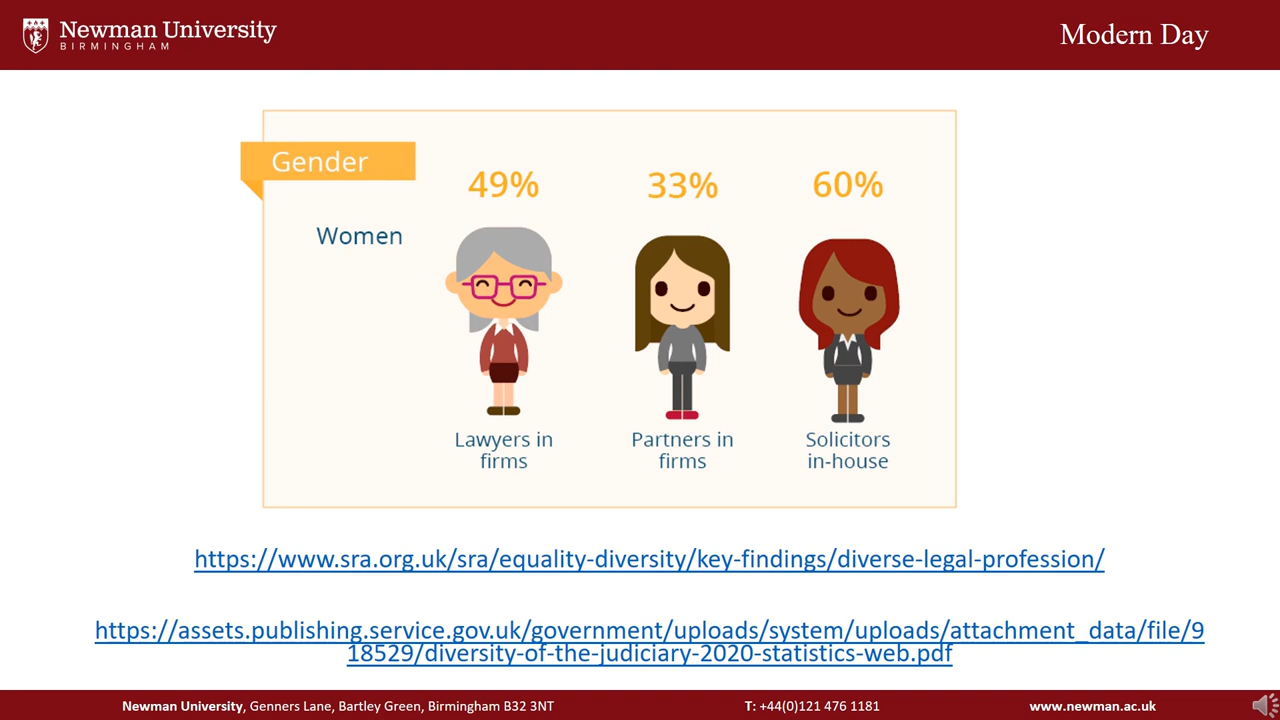 Newman University
BIRMINGHAM
Modern Day
Gender
49%
33%
60%
Women
Lawyers in
firms
Partners in
firms
Solicitors
in-house
https://www.sra.org.uk/sra/equality-diversity/key-findings/diverse-legal-profession/
https://assets.publishing.service.gov.uk/government/uploads/system/uploads/attachment_data/file/9
18529/diversity-of-the-judiciary-2020-statistics-web.pdf
Newman University, Genners Lane, Bartley Green, Birmingham B32 3NT
T: +44(0)121 476 1181
www.newman.ac.uk